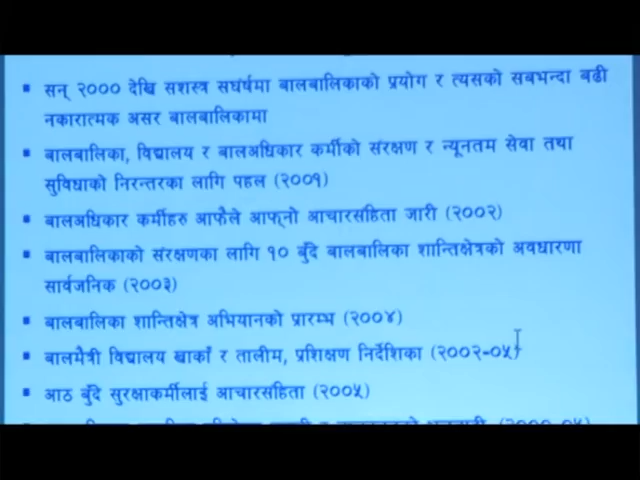 सन् २००० देखि सशस्त्र सघंर्षमा बालबालिकाको प्रयोग र त्यसको सबभन्दा बढी
नकारात्मक असर बालबालिकामा
बालबालिका, विद्यालय र बालअधिकार कर्मीको संरक्षण र न्यूनतम सेवा तथा
सुविधाको निरन्तरका लागि पहल (२००१)
बालअधिकार कर्मीहरु आफैले आफ्नो आचारसहिता जारी (२००२)
बालबालिकाको संरक्षणका लागि १० बुँदे बालबालिका शान्तिक्षेत्रको अवधारणा
सार्वजनिक (२००३)
बालबालिका शान्तिक्षेत्र अभियानको प्रारम्भ (२००४)
बालमैत्री विद्यालय खाकाँ र तालीम, प्रशिक्षण निर्देशिका (२००२-०५)
आठ बुँदे सुरक्षाकर्मीलाई आचारसहिता (२००५)